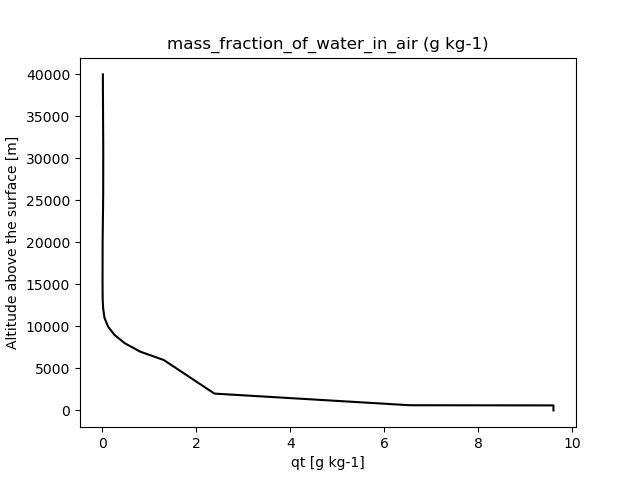 mass_fraction_of_water_in_air (g kg-1)
40000
35000
30000
25000
20000
15000
10000
5000
0
Altitude above the surface [m]
0 2 4 6 8 10
qt [g kg-1]